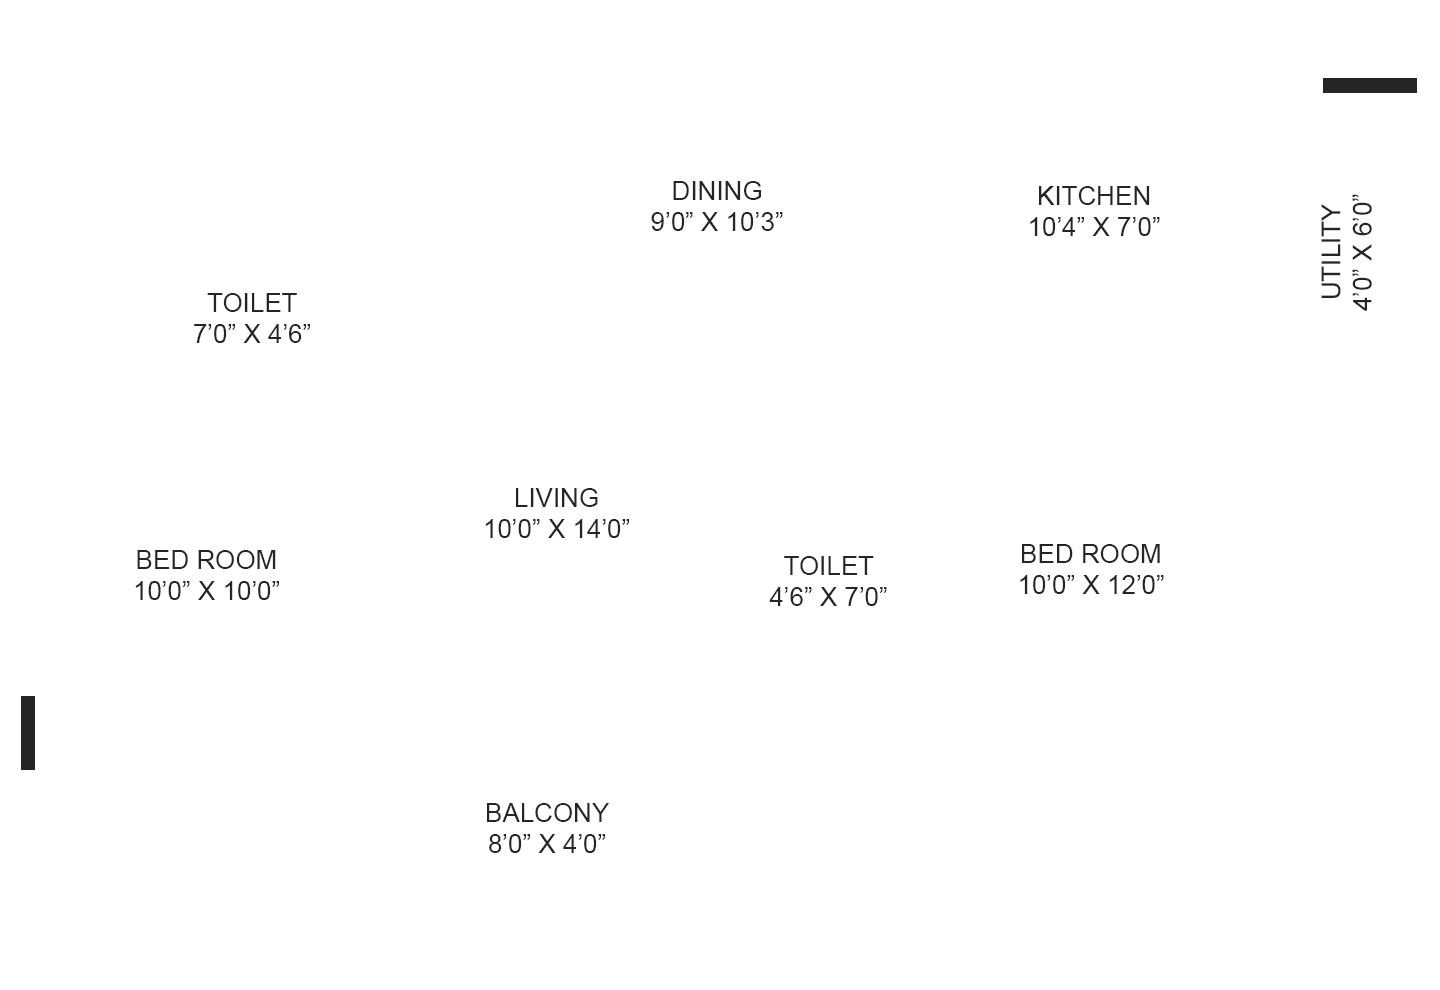 DINING
9’0” X 10’3”
KITCHEN
10’4” X 7’0”
UTILITY
4’0” X 6’0”
TOILET
7’0” X 4’6”
LIVING
10’0” X 14’0”
BED ROOM
10’0” X 10’0”
TOILET
4’6” X 7’0”
BED ROOM
10’0” X 12’0”
BALCONY
8’0” X 4’0”